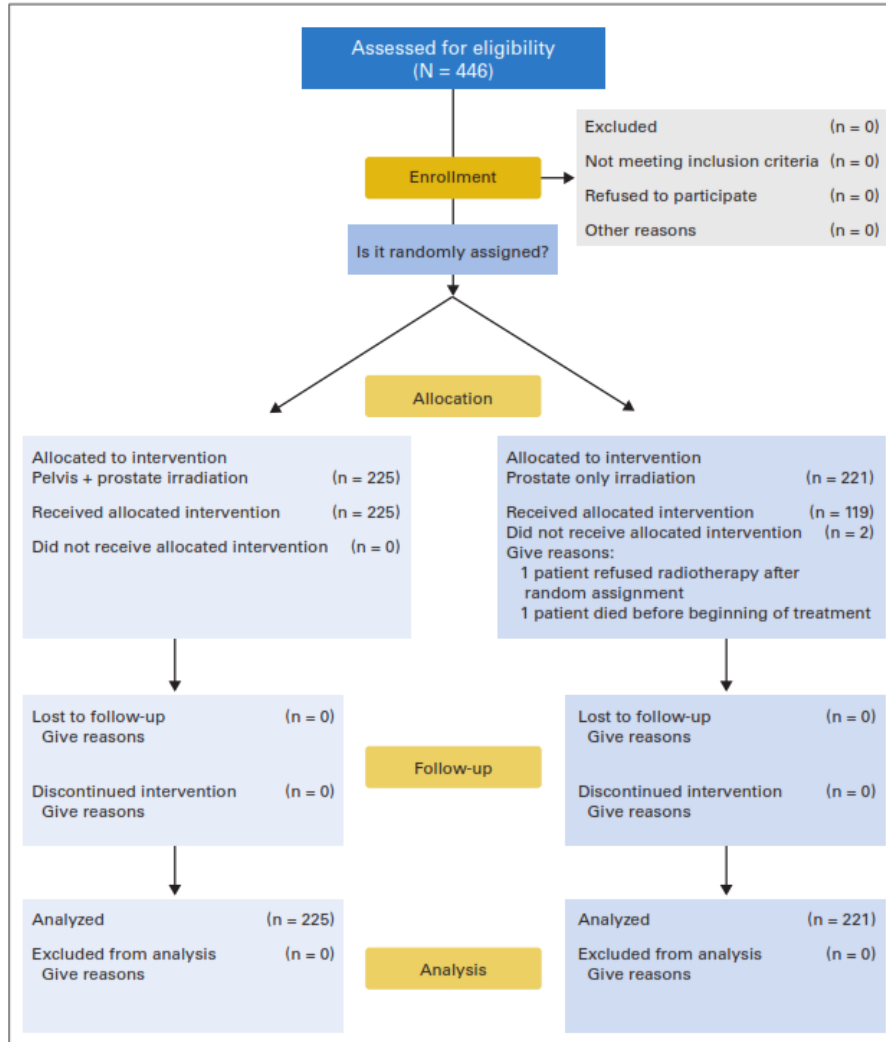 Assessed for eligibility
(N = 446)
Excluded (n = 0)
Not meeting inclusion criteria (n = 0)
Refused to participate (n = 0)
Other reasons (n = 0)
Enrollment
Is it randomly assigned?
Allocation
Allocated to intervention
Pelvis + prostate irradiation (n = 225)
Received allocated intervention (n = 225)
Did not receive allocated intervention (n = 0)
Allocated to intervention
Prostate only irradiation (n = 221)
Received allocated intervention (n = 119)
Did not receive allocated intervention (n = 2)
Give reasons:
1 patient refused radiotherapy after
random assignment
1 patient died before beginning of treatment
Lost to follow-up (n = 0)
Give reasons
Discontinued intervention (n = 0)
Give reasons
Follow-up
Lost to follow-up (n = 0)
Give reasons
Discontinued intervention (n = 0)
Give reasons
Analyzed (n = 225)
Excluded from analysis (n = 0)
Give reasons
Analysis
Analyzed (n = 221)
Excluded from analysis (n = 0)
Give reasons